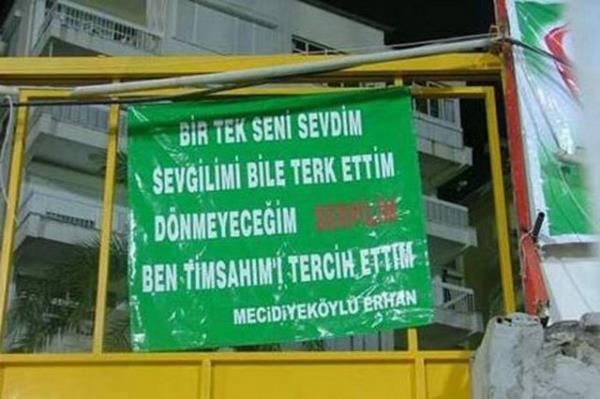 BİR TEK SENİ SEVDİM
SEVGİLİMİ BİLE TERK ETTİM
DÖNMEYECEĞİM SERPİLİM
BEN TİMSAHIM'I TERCİH ETTİM
MECİDİYEKÖYLÜ ERHAN